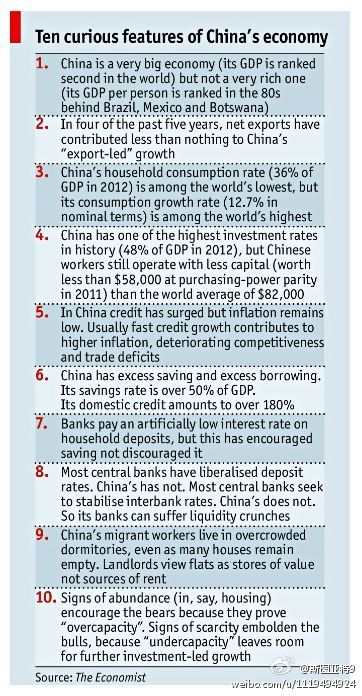 Ten curious features of China's economy
1. China is a very big economy (its GDP is ranked
second in the world) but not a very rich one
(its GDP per person is ranked in the 80s
behind Brazil, Mexico and Botswana)
2. In four of the past five years, net exports have
contributed less than nothing to China's
“export-led” growth
3. China's household consumption rate (36% of
GDP in 2012) is among the world's lowest, but
its consumption growth rate (12.7% in
nominal terms) is among the world's highest
4. China has one of the highest investment rates
in history (48% of GDP in 2012), but Chinese
workers still operate with less capital (worth
less than $58,000 at purchasing-power parity
in 2011) than the world average of $82,000
5. In China credit has surged but inflation remains
low. Usually fast credit growth contributes to
higher inflation, deteriorating competitiveness
and trade deficits
6. China has excess saving and excess borrowing.
Its savings rate is over 50% of GDP.
Its domestic credit amounts to over 180%
7. Banks pay an artificially low interest rate on
household deposits, but this has encouraged
saving not discouraged it
8. Most central banks have liberalised deposit
rates. China's has not. Most central banks seek
to stabilise interbank rates. China's does not.
So its banks can suffer liquidity crunches
9. China's migrant workers live in overcrowded
dormitories, even as many houses remain
empty. Landlords view flats as stores of value
not sources of rent
10. Signs of abundance (in, say, housing)
encourage the bears because they prove
“overcapacity”. Signs of scarcity embolden the
bulls, because “undercapacity” leaves room
for further investment-led growth
Source: The Economist
weibo.com/u/1119494924